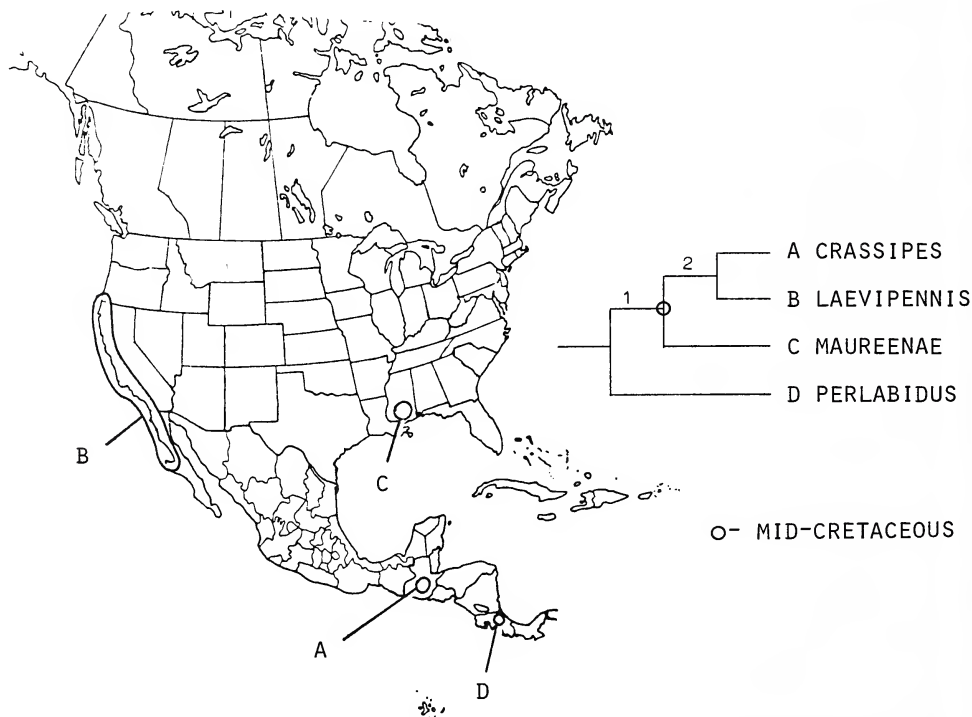 2
A CRASSIPES
1
B LAEVIPENNIS
C MAUREENAE
D PERLABIDUS
B
C
O- MID-CRETACEOUS
A
D